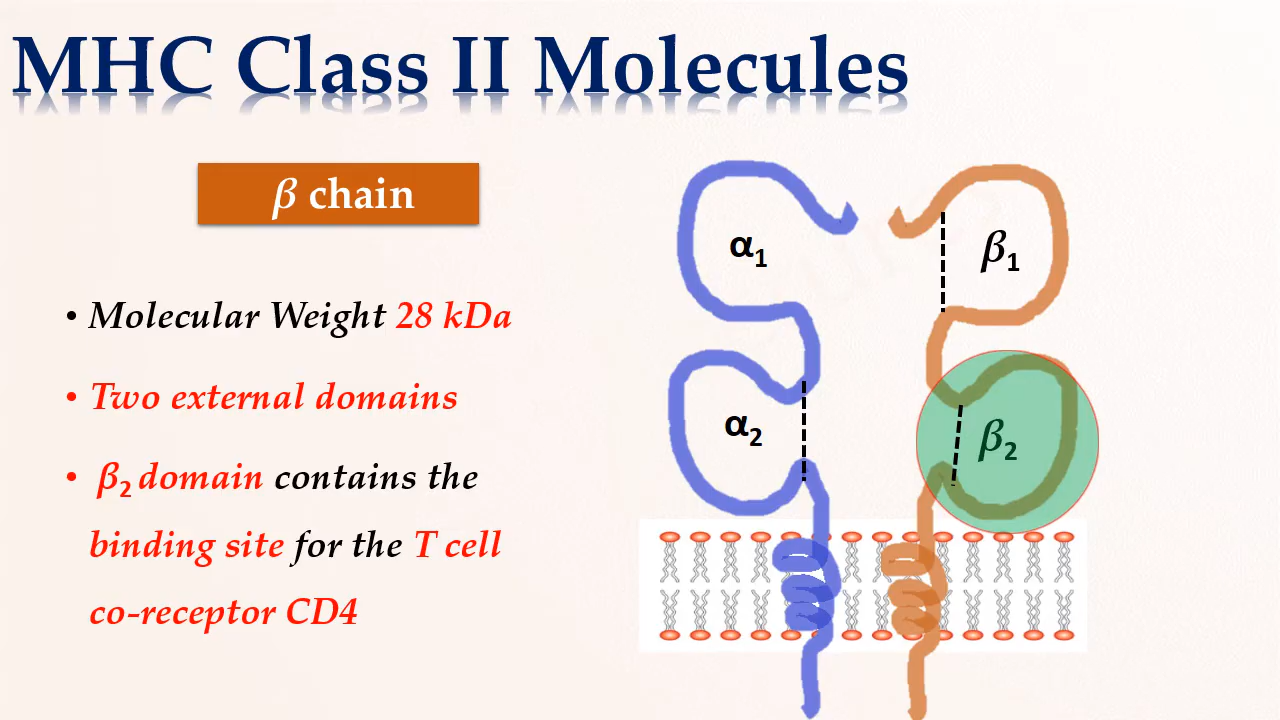 MHC Class II Molecules
β chain
• Molecular Weight 28 kDa
• Two external domains
• β₂ domain contains the
binding site for the T cell
co-receptor CD4
α₁
β₁
α₂
β₂